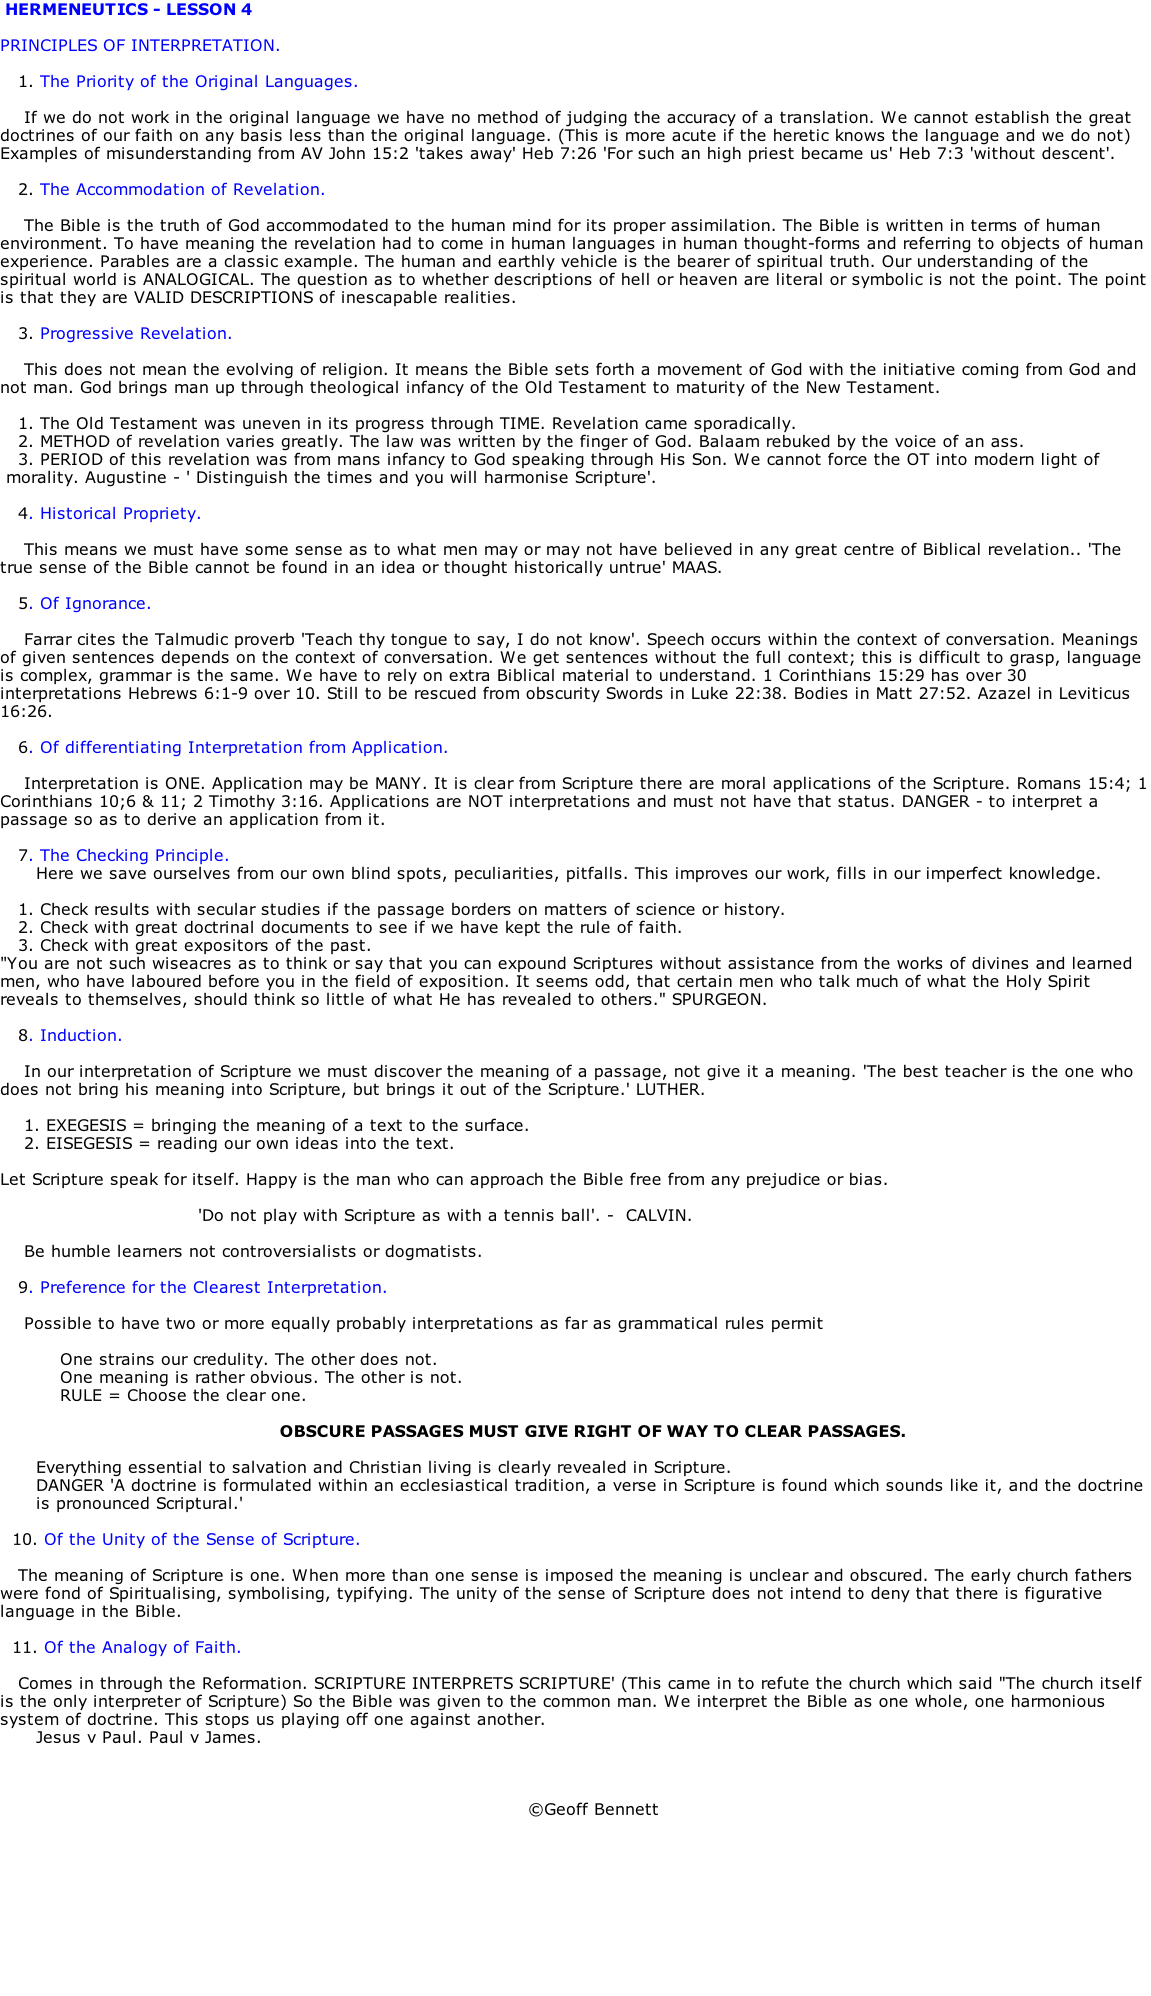 HERMENEUTICS - LESSON 4
PRINCIPLES OF INTERPRETATION.
1. The Priority of the Original Languages.
If we do not work in the original language we have no method of judging the accuracy of a translation. We cannot establish the great
doctrines of our faith on any basis less than the original language. (This is more acute if the heretic knows the language and we do not)
Examples of misunderstanding from AV John 15:2 'takes away' Heb 7:26 'For such an high priest became us' Heb 7:3 'without descent'.
2. The Accommodation of Revelation.
The Bible is the truth of God accommodated to the human mind for its proper assimilation. The Bible is written in terms of human
environment. To have meaning the revelation had to come in human languages in human thought-forms and referring to objects of human
experience. Parables are a classic example. The human and earthly vehicle is the bearer of spiritual truth. Our understanding of the
spiritual world is ANALOGICAL. The question as to whether descriptions of hell or heaven are literal or symbolic is not the point. The point
is that they are VALID DESCRIPTIONS of inescapable realities.
3. Progressive Revelation.
This does not mean the evolving of religion. It means the Bible sets forth a movement of God with the initiative coming from God and
not man. God brings man up through theological infancy of the Old Testament to maturity of the New Testament.
1. The Old Testament was uneven in its progress through TIME. Revelation came sporadically.
2. METHOD of revelation varies greatly. The law was written by the finger of God. Balaam rebuked by the voice of an ass.
3. PERIOD of this revelation was from mans infancy to God speaking through His Son. We cannot force the OT into modern light of
morality. Augustine - ' Distinguish the times and you will harmonise Scripture'.
4. Historical Propriety.
This means we must have some sense as to what men may or may not have believed in any great centre of Biblical revelation.. 'The
true sense of the Bible cannot be found in an idea or thought historically untrue' MAAS.
5. Of Ignorance.
Farrar cites the Talmudic proverb 'Teach thy tongue to say, I do not know'. Speech occurs within the context of conversation. Meanings
of given sentences depends on the context of conversation. We get sentences without the full context; this is difficult to grasp, language
is complex, grammar is the same. We have to rely on extra Biblical material to understand. 1 Corinthians 15:29 has over 30
interpretations Hebrews 6:1-9 over 10. Still to be rescued from obscurity Swords in Luke 22:38. Bodies in Matt 27:52. Azazel in Leviticus
16:26.
6. Of differentiating Interpretation from Application.
Interpretation is ONE. Application may be MANY. It is clear from Scripture there are moral applications of the Scripture. Romans 15:4; 1
Corinthians 10;6 & 11; 2 Timothy 3:16. Applications are NOT interpretations and must not have that status. DANGER - to interpret a
passage so as to derive an application from it.
7. The Checking Principle.
Here we save ourselves from our own blind spots, peculiarities, pitfalls. This improves our work, fills in our imperfect knowledge.
1. Check results with secular studies if the passage borders on matters of science or history.
2. Check with great doctrinal documents to see if we have kept the rule of faith.
3. Check with great expositors of the past.
"You are not such wiseacres as to think or say that you can expound Scriptures without assistance from the works of divines and learned
men, who have laboured before you in the field of exposition. It seems odd, that certain men who talk much of what the Holy Spirit
reveals to themselves, should think so little of what He has revealed to others." SPURGEON.
8. Induction.
In our interpretation of Scripture we must discover the meaning of a passage, not give it a meaning. 'The best teacher is the one who
does not bring his meaning into Scripture, but brings it out of the Scripture.' LUTHER.
1. EXEGESIS = bringing the meaning of a text to the surface.
2. EISEGESIS = reading our own ideas into the text.
Let Scripture speak for itself. Happy is the man who can approach the Bible free from any prejudice or bias.
'Do not play with Scripture as with a tennis ball'. - CALVIN.
Be humble learners not controversialists or dogmatists.
9. Preference for the Clearest Interpretation.
Possible to have two or more equally probably interpretations as far as grammatical rules permit
One strains our credulity. The other does not.
One meaning is rather obvious. The other is not.
RULE = Choose the clear one.
OBSCURE PASSAGES MUST GIVE RIGHT OF WAY TO CLEAR PASSAGES.
Everything essential to salvation and Christian living is clearly revealed in Scripture.
DANGER 'A doctrine is formulated within an ecclesiastical tradition, a verse in Scripture is found which sounds like it, and the doctrine
is pronounced Scriptural.'
10. Of the Unity of the Sense of Scripture.
The meaning of Scripture is one. When more than one sense is imposed the meaning is unclear and obscured. The early church fathers
were fond of Spiritualising, symbolising, typifying. The unity of the sense of Scripture does not intend to deny that there is figurative
language in the Bible.
11. Of the Analogy of Faith.
Comes in through the Reformation. SCRIPTURE INTERPRETS SCRIPTURE' (This came in to refute the church which said "The church itself
is the only interpreter of Scripture) So the Bible was given to the common man. We interpret the Bible as one whole, one harmonious
system of doctrine. This stops us playing off one against another.
Jesus v Paul. Paul v James.
©Geoff Bennett